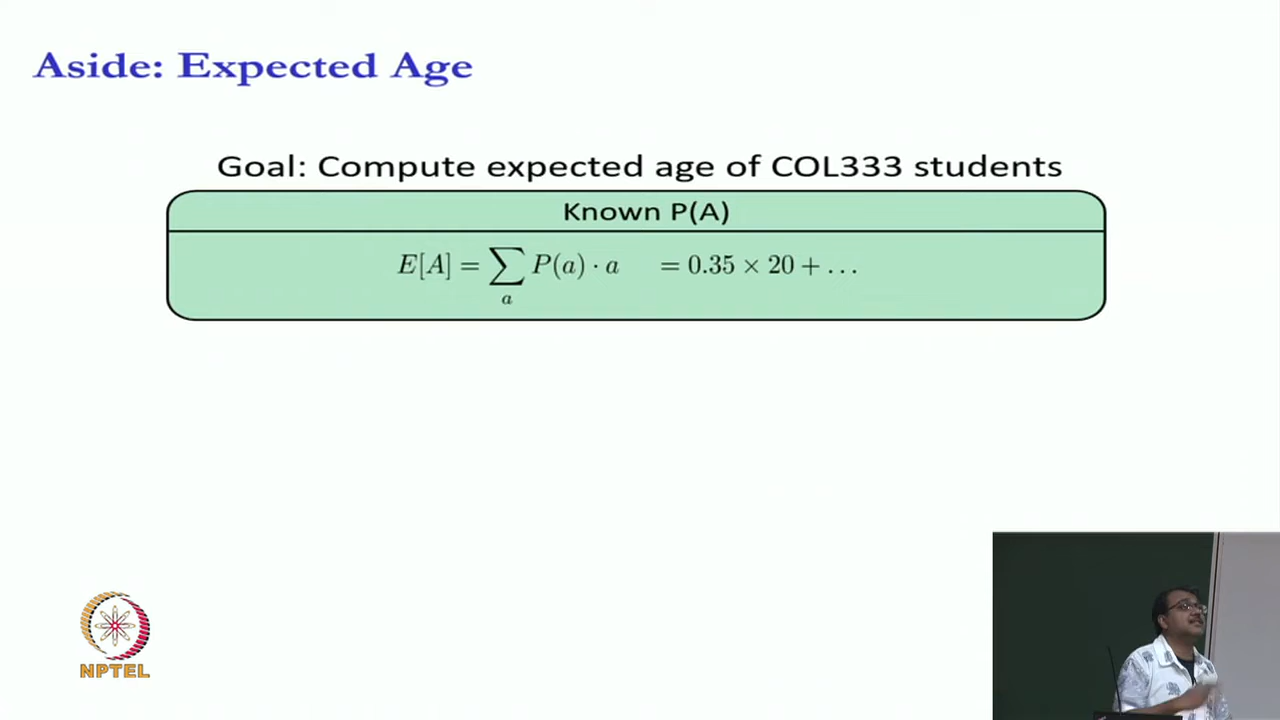 Aside: Expected Age
Goal: Compute expected age of COL333 students
Known P(A)
E[A] = ∑ₐ P(a) · a = 0.35 × 20 + . . .
NPTEL